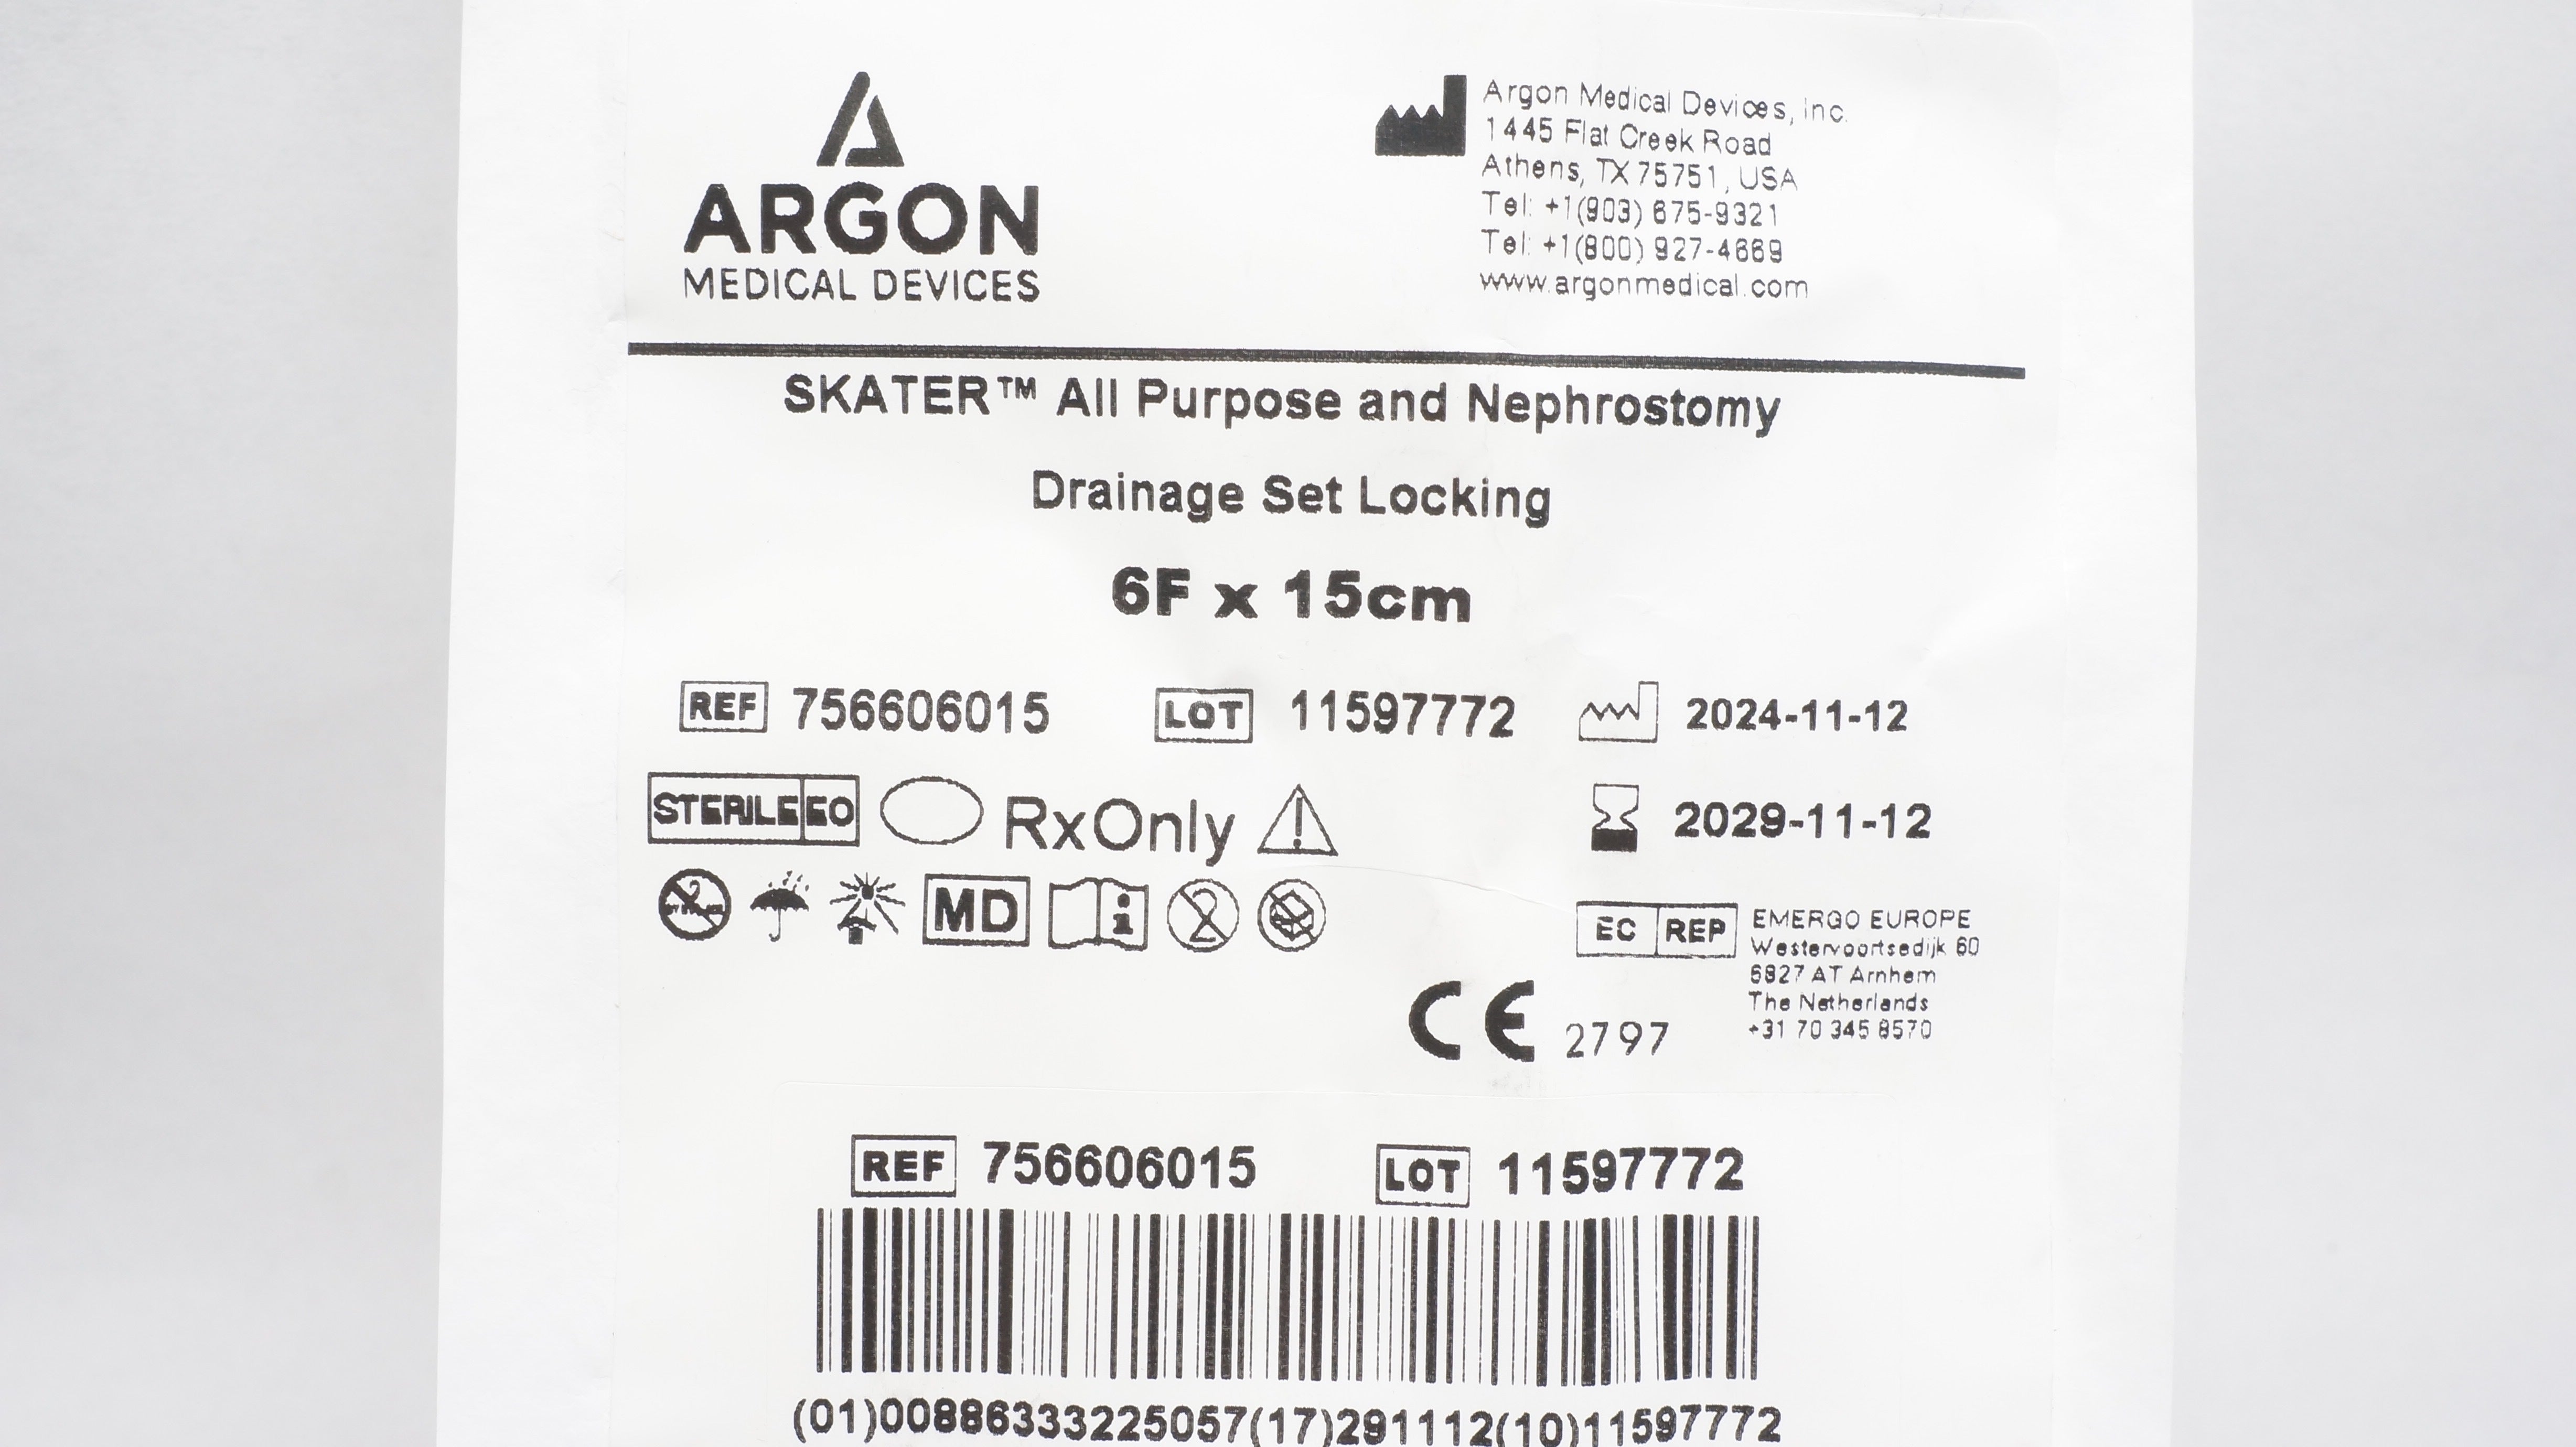 ARGON
MEDICAL DEVICES
Argon Medical Devices, Inc.
1445 Flat Creek Road
Athens, TX 75751, USA
Tel: +1(903) 675-9321
Tel: +1(800) 927-4669
www.argonmedical.com
SKATER™ All Purpose and Nephrostomy
Drainage Set Locking
6F x 15cm
REF 756606015 LOT 11597772 2024-11-12
STERILE EO RxOnly 2029-11-12
MD
EC REP EMERGO EUROPE
Westervoortsedijk 60
6827 AT Arnhem
The Netherlands
+31 70 345 8570
CE 2797
REF 756606015 LOT 11597772
(01)00886333225057(17)291112(10)11597772